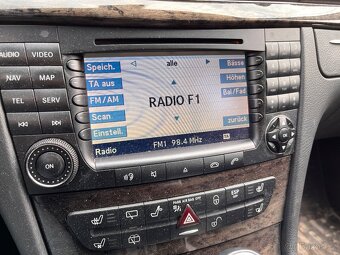 AUDIO VIDEO
NAV MAP
TEL SERV
Speich. alle Bässe
TA aus Höhen
FM/AM RADIO F1 Bal/Fad
Scan
Einstell. zurück
Radio FM1 98.4 MHz
ON
ESP